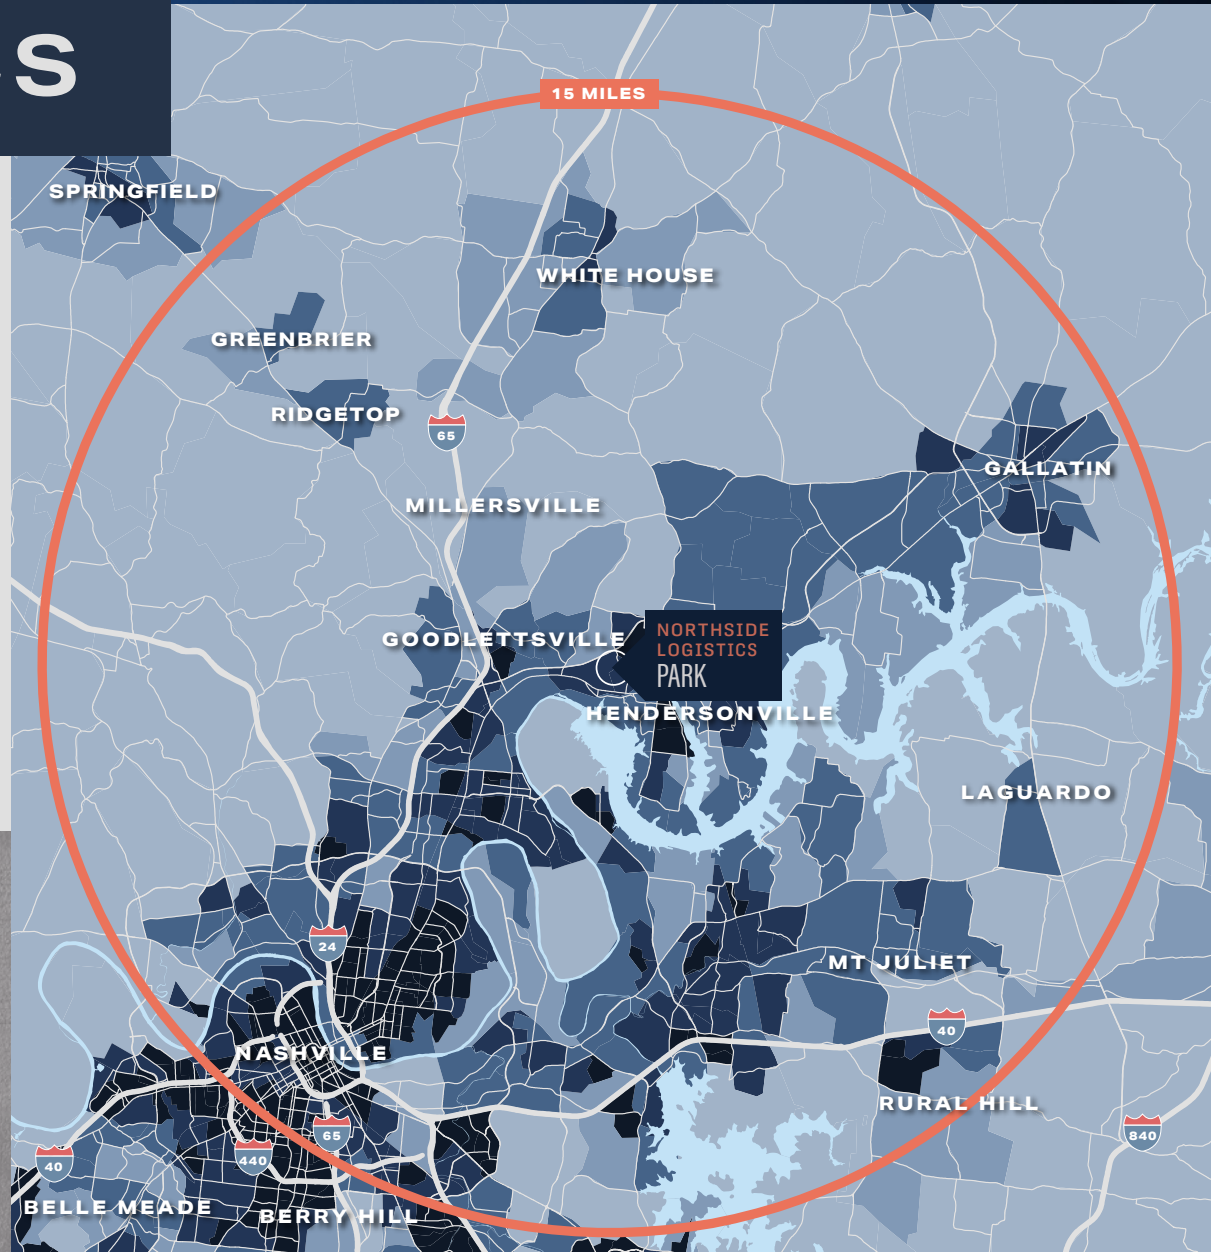 S
15 MILES
SPRINGFIELD
WHITE HOUSE
GREENBRIER
RIDGETOP
65
GALLATIN
MILLERSVILLE
GOODLETTSVILLE
NORTHSIDE
LOGISTICS
PARK
HENDERSONVILLE
LAGUARDO
24
MT JULIET
40
NASHVILLE
RURAL HILL
65
840
440
40
BELLE MEADE
BERRY HILL